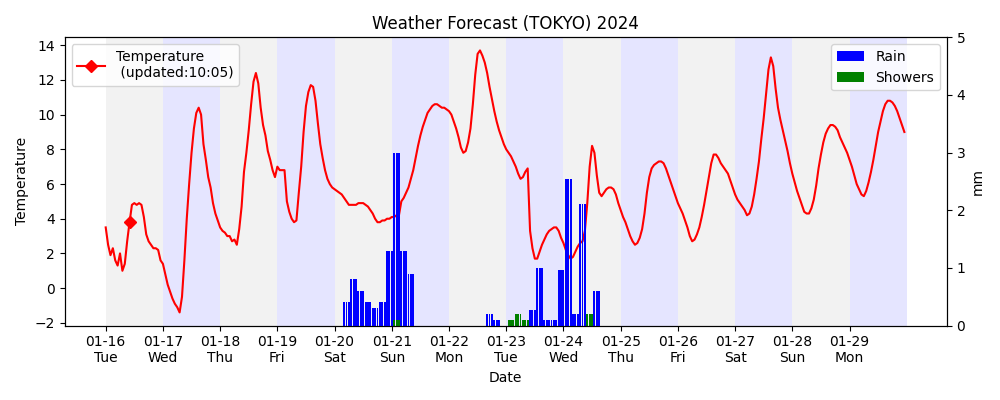 Weather Forecast (TOKYO) 2024
Temperature
(updated:10:05)
Rain
Showers
14
12
10
8
6
4
2
0
−2
Temperature
5
4
3
2
1
0
mm
01-16 01-17 01-18 01-19 01-20 01-21 01-22 01-23 01-24 01-25 01-26 01-27 01-28 01-29
Tue Wed Thu Fri Sat Sun Mon Tue Wed Thu Fri Sat Sun Mon
Date